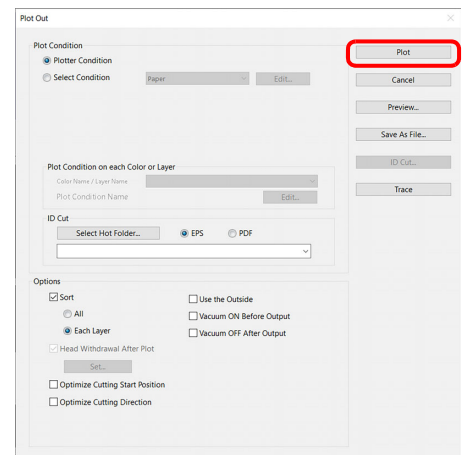 Plot Out
Plot Condition
Plotter Condition
Select Condition
Paper
Edit...
Plot Condition on each Color or Layer
Color Name / Layer Name
Plot Condition Name
Edit...
ID Cut
Select Hot Folder...
EPS
PDF
Options
Sort
All
Each Layer
Head Withdrawal After Plot
Set...
Optimize Cutting Start Position
Optimize Cutting Direction
Use the Outside
Vacuum ON Before Output
Vacuum OFF After Output
Plot
Cancel
Preview...
Save As File...
ID Cut...
Trace